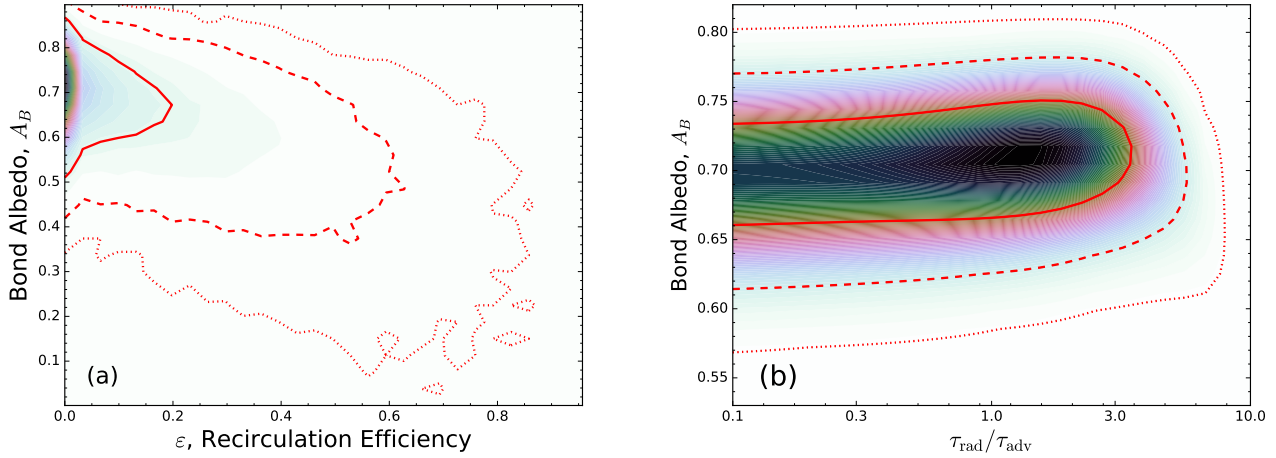 0.8
0.7
0.6
0.5
0.4
0.3
0.2
0.1
Bond Albedo, A_B
(a)
0.0 0.2 0.4 0.6 0.8
ε, Recirculation Efficiency
0.80
0.75
0.70
0.65
0.60
0.55
Bond Albedo, A_B
(b)
0.1 0.3 1.0 3.0 10.0
τ_rad/τ_adv